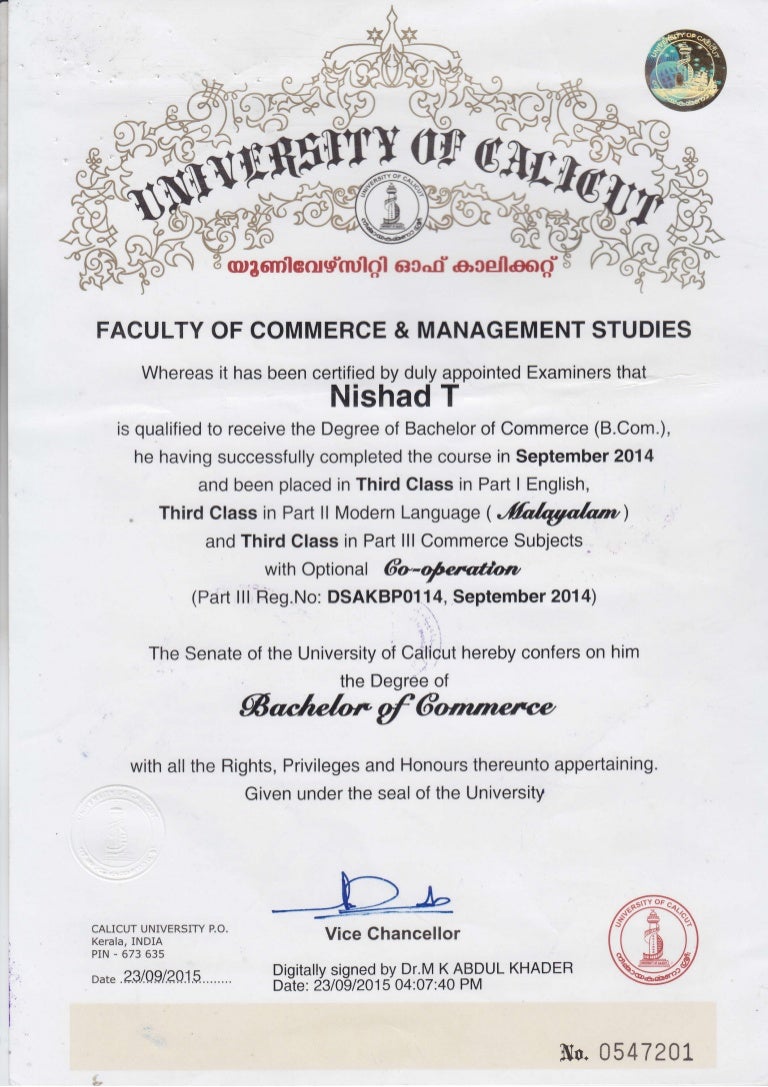 UNIVERSITY OF CALICUT
UNIVERSITY OF CALICUT
യൂണിവേഴ്സിറ്റി ഓഫ് കാലിക്കറ്റ്
FACULTY OF COMMERCE & MANAGEMENT STUDIES
Whereas it has been certified by duly appointed Examiners that
Nishad T
is qualified to receive the Degree of Bachelor of Commerce (B.Com.),
he having successfully completed the course in September 2014
and been placed in Third Class in Part I English,
Third Class in Part II Modern Language ( Malayalam )
and Third Class in Part III Commerce Subjects
with Optional Co-operation
(Part III Reg.No: DSAKBP0114, September 2014)
The Senate of the University of Calicut hereby confers on him
the Degree of
Bachelor of Commerce
with all the Rights, Privileges and Honours thereunto appertaining.
Given under the seal of the University
CALICUT UNIVERSITY P.O.
Kerala, INDIA
PIN - 673 635
Date 23/09/2015
Vice Chancellor
Digitally signed by Dr.M K ABDUL KHADER
Date: 23/09/2015 04:07:40 PM
UNIVERSITY OF CALICUT
No. 0547201